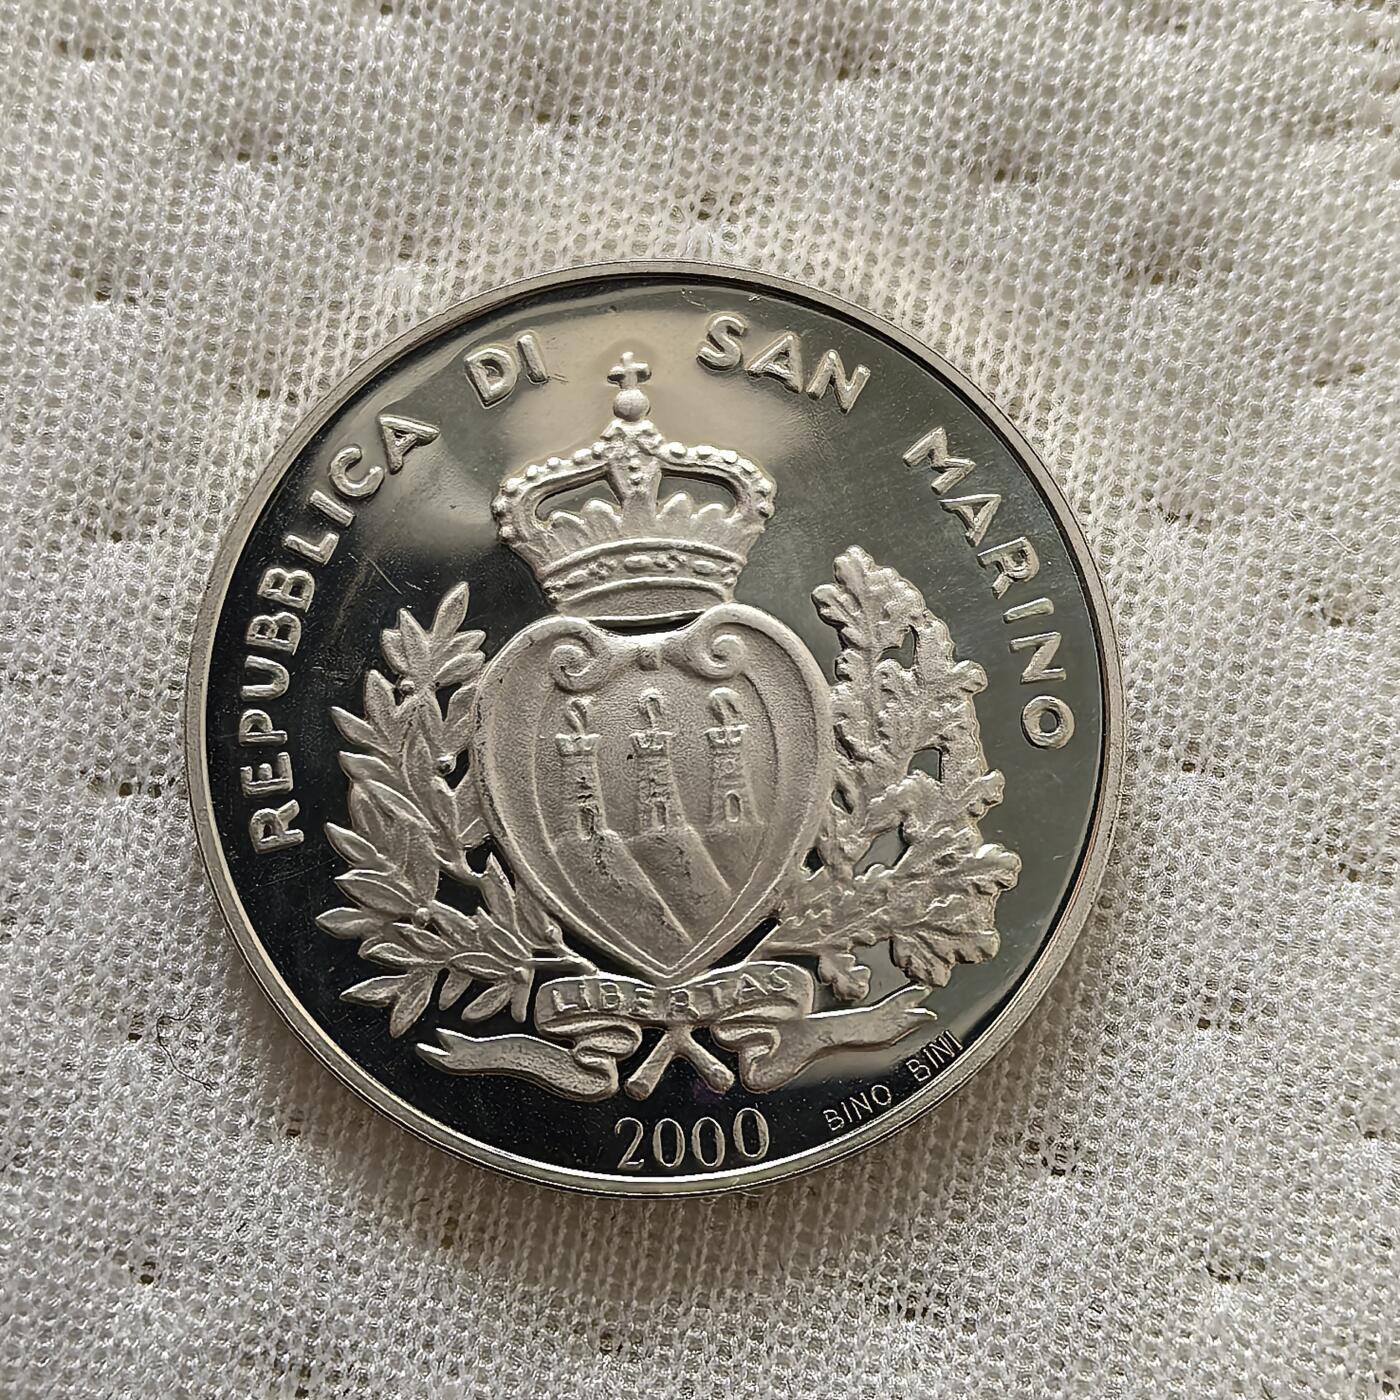 REPUBBLICA DI SAN MARINO
LIBERTAS
2000
BINO BINI